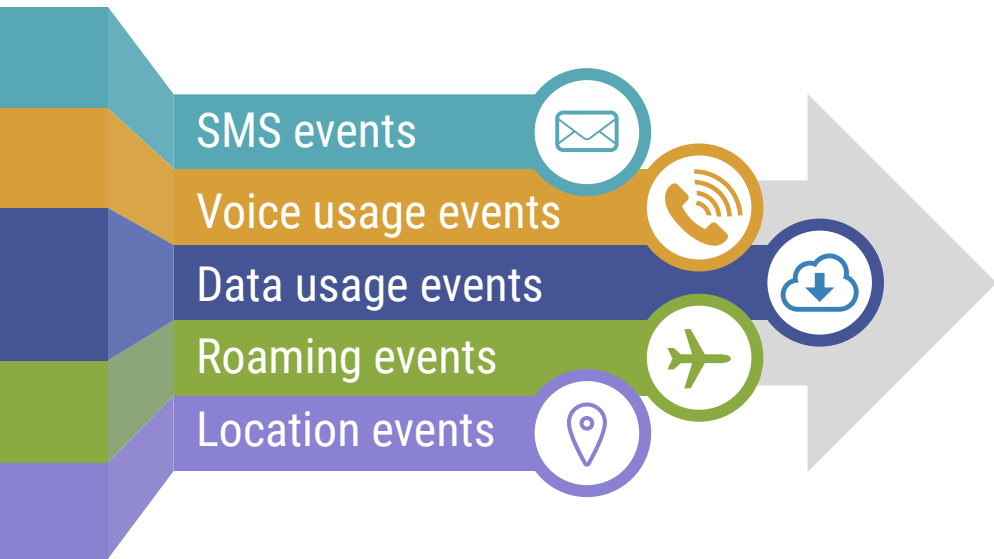 SMS events
Voice usage events
Data usage events
Roaming events
Location events